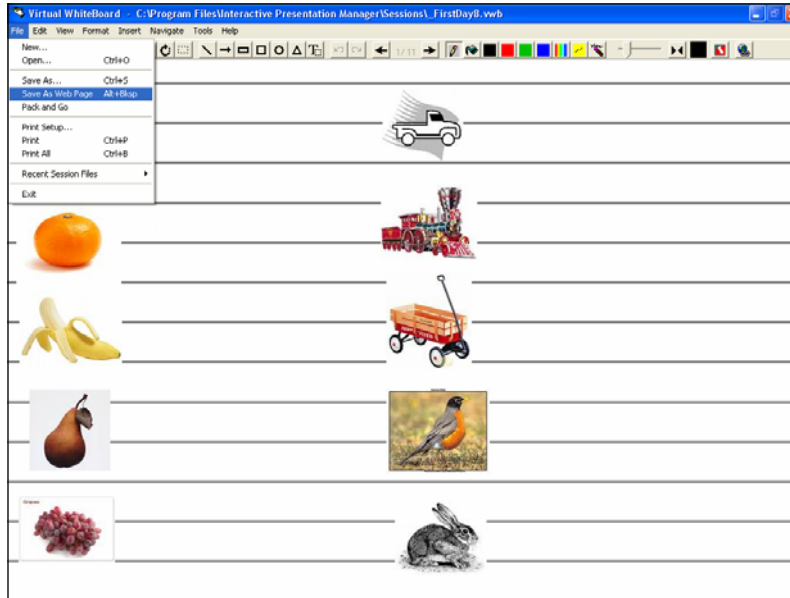 Virtual WhiteBoard - C:\Program Files\Interactive Presentation Manager\Sessions\_FirstDay8.vwb
File Edit View Format Insert Navigate Tools Help
New...
Open... Ctrl+O
1/11
Save As... Ctrl+S
Save As Web Page Alt+Bksp
Pack and Go
Print Setup...
Print Ctrl+P
Print All Ctrl+B
Recent Session Files
Exit